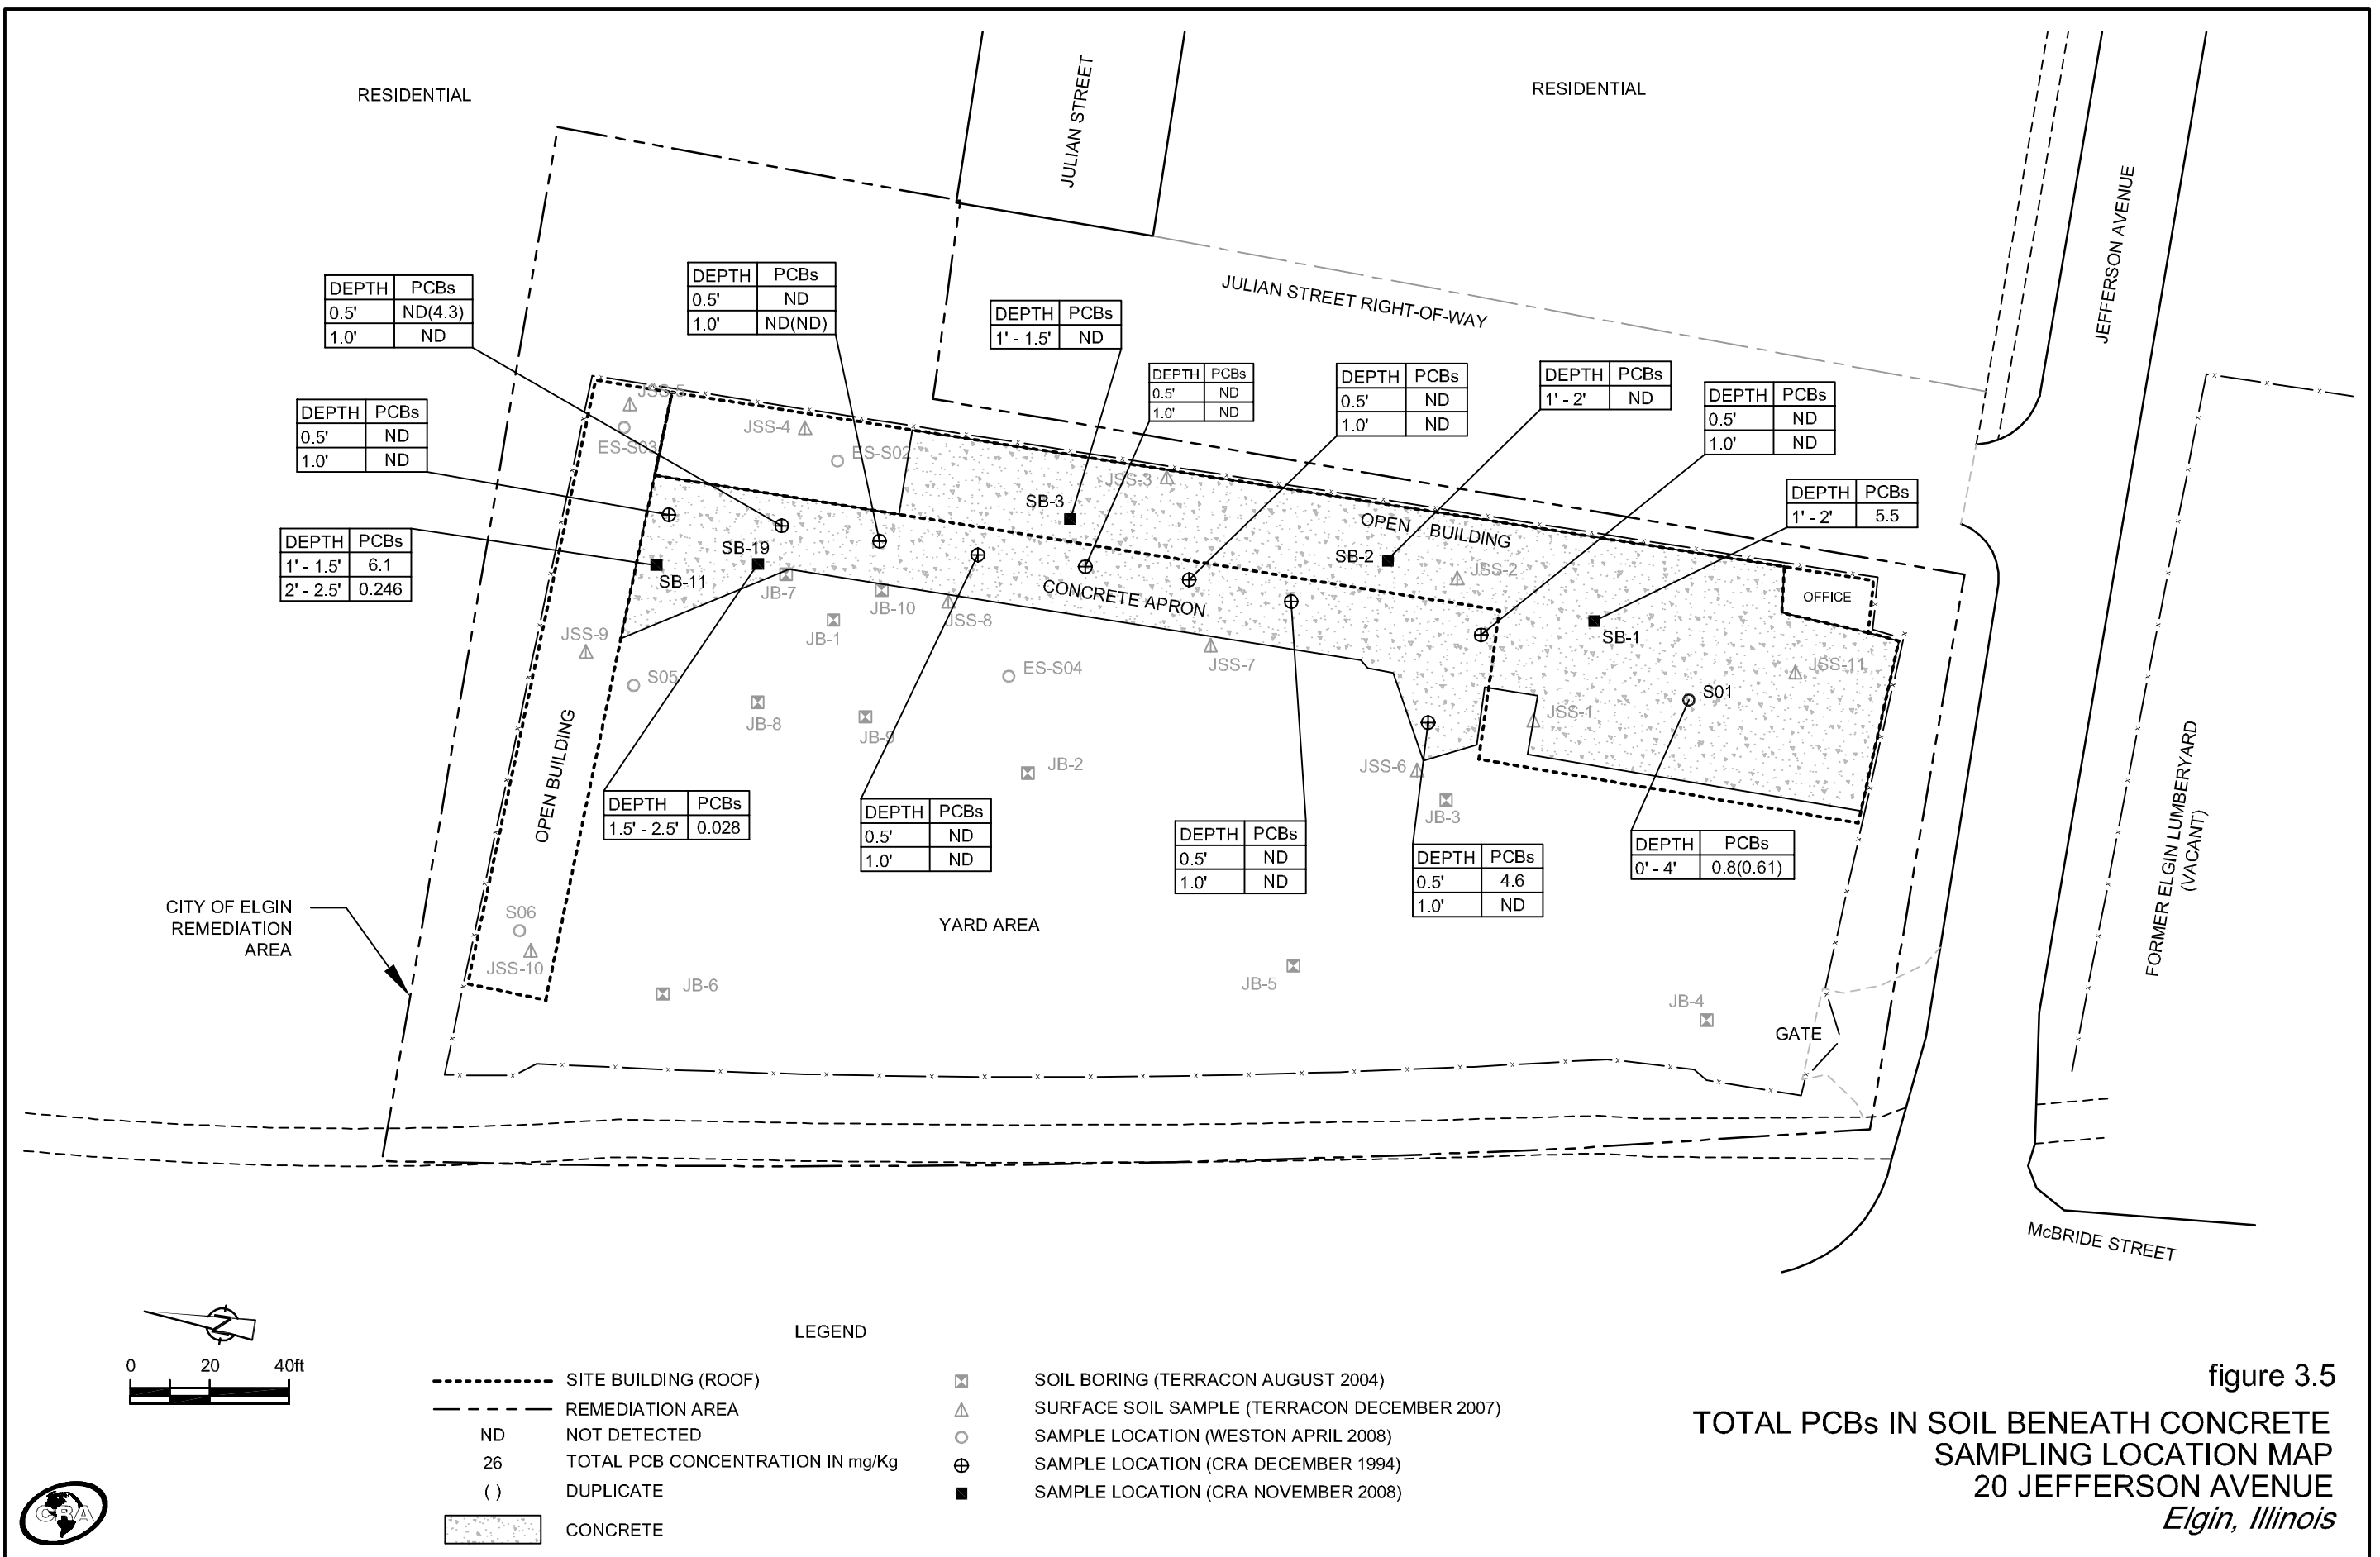 RESIDENTIAL
JULIAN STREET
RESIDENTIAL
JEFFERSON AVENUE
JULIAN STREET RIGHT-OF-WAY
DEPTH PCBs
0.5' ND(4.3)
1.0' ND
DEPTH PCBs
0.5' ND
1.0' ND(ND)
DEPTH PCBs
1' - 1.5' ND
DEPTH PCBs
0.5' ND
1.0' ND
DEPTH PCBs
0.5' ND
1.0' ND
DEPTH PCBs
1' - 2' ND
DEPTH PCBs
0.5' ND
1.0' ND
DEPTH PCBs
0.5' ND
1.0' ND
DEPTH PCBs
1' - 2' 5.5
DEPTH PCBs
1' - 1.5' 6.1
2' - 2.5' 0.246
JSS-5
ES-S03
JSS-4
ES-S02
JSS-3
SB-3
OPEN BUILDING
SB-2
JSS-2
OFFICE
SB-19
SB-11
JB-7
JB-10
JSS-8
CONCRETE APRON
JB-1
JSS-9
S05
ES-S04
JSS-7
SB-1
JSS-11
S01
JSS-1
JB-8
JB-9
JB-2
JSS-6
JB-3
OPEN BUILDING
DEPTH PCBs
1.5' - 2.5' 0.028
DEPTH PCBs
0.5' ND
1.0' ND
DEPTH PCBs
0.5' ND
1.0' ND
DEPTH PCBs
0.5' 4.6
1.0' ND
DEPTH PCBs
0' - 4' 0.8(0.61)
FORMER ELGIN LUMBERYARD
(VACANT)
CITY OF ELGIN
REMEDIATION
AREA
S06
JSS-10
YARD AREA
JB-6
JB-5
JB-4
GATE
McBRIDE STREET
N
0 20 40ft
LEGEND
SITE BUILDING (ROOF)
REMEDIATION AREA
ND NOT DETECTED
26 TOTAL PCB CONCENTRATION IN mg/Kg
( ) DUPLICATE
CONCRETE
SOIL BORING (TERRACON AUGUST 2004)
SURFACE SOIL SAMPLE (TERRACON DECEMBER 2007)
SAMPLE LOCATION (WESTON APRIL 2008)
SAMPLE LOCATION (CRA DECEMBER 1994)
SAMPLE LOCATION (CRA NOVEMBER 2008)
CRA
figure 3.5
TOTAL PCBs IN SOIL BENEATH CONCRETE
SAMPLING LOCATION MAP
20 JEFFERSON AVENUE
Elgin, Illinois